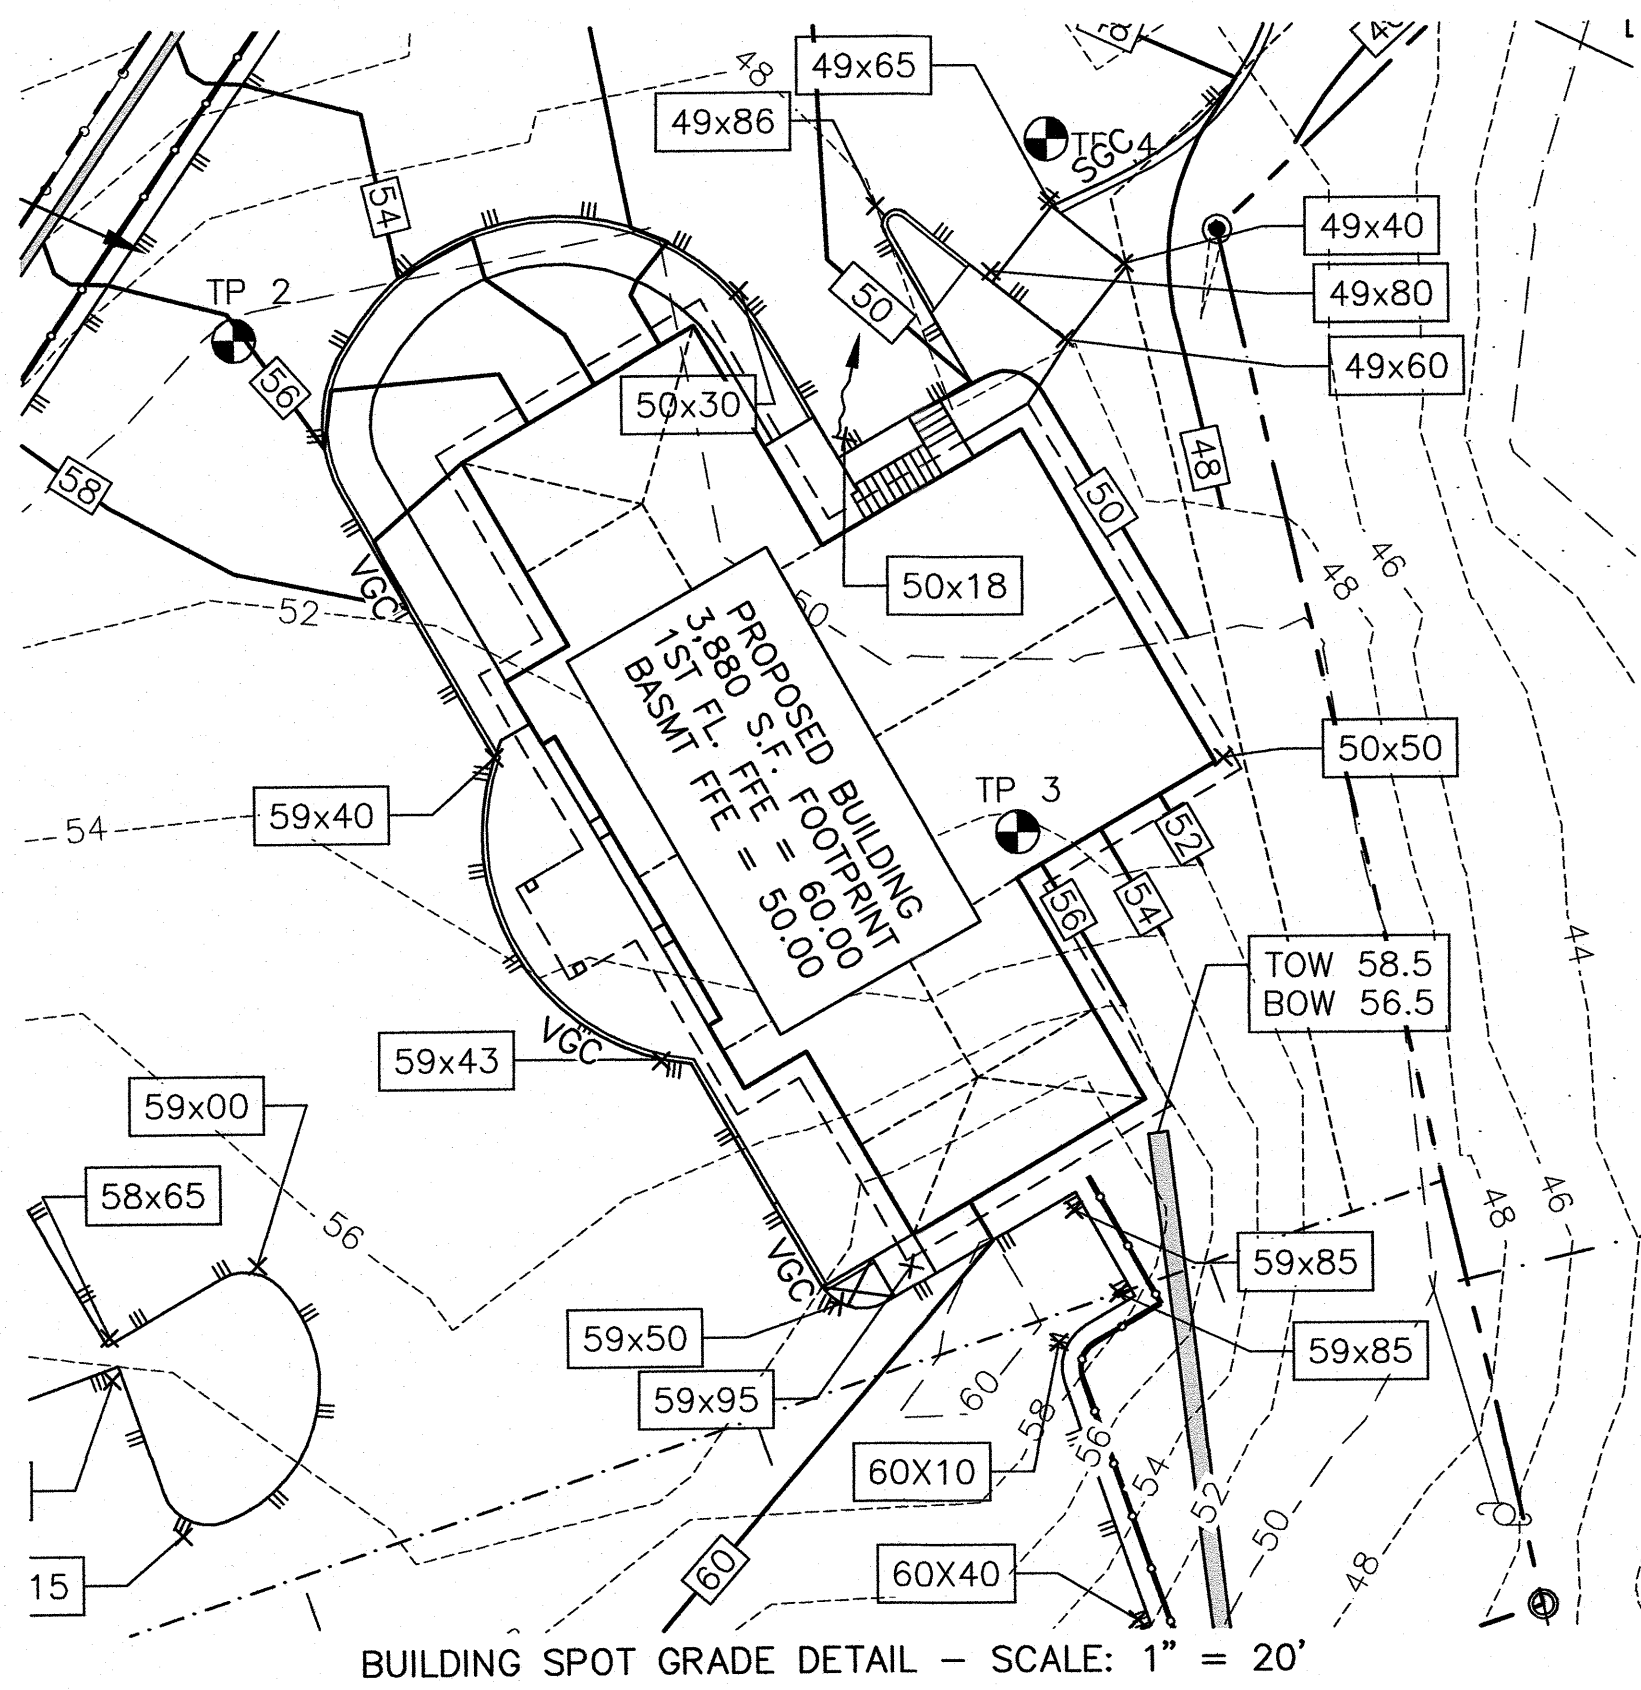 48
49x65
49x86
SGC
54
49x40
TP 2
49x80
50
49x60
56
50x30
58
48
50
46
48
VGC
50x18
52
50
PROPOSED BUILDING
3,880 S.F. FOOTPRINT
1ST FL. FFE = 60.00
BASMT FFE = 50.00
50x50
TP 3
59x40
54
52
54
56
44
TOW 58.5
BOW 56.5
VGC
59x43
59x00
58x65
56
48
46
VGC
59x85
59x50
59x85
59x95
60
58
56
60X10
54
52
50
60
60X40
48
15
BUILDING SPOT GRADE DETAIL – SCALE: 1” = 20’